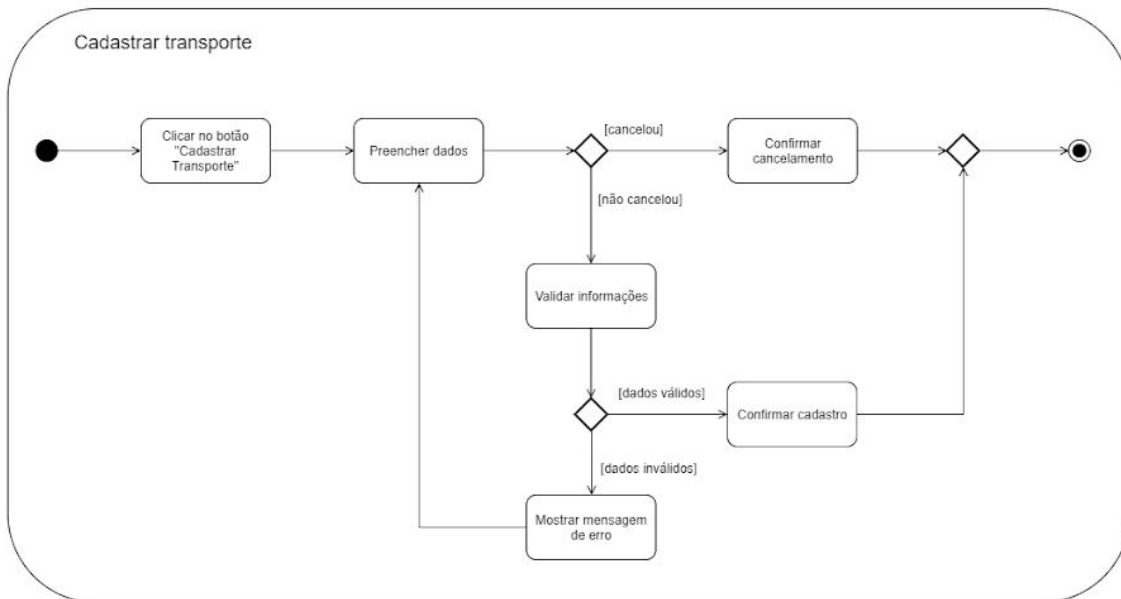 Cadastrar transporte
Clicar no botão
"Cadastrar
Transporte"
Preencher dados
[cancelou]
Confirmar
cancelamento
[não cancelou]
Validar informações
[dados válidos]
Confirmar cadastro
[dados inválidos]
Mostrar mensagem
de erro